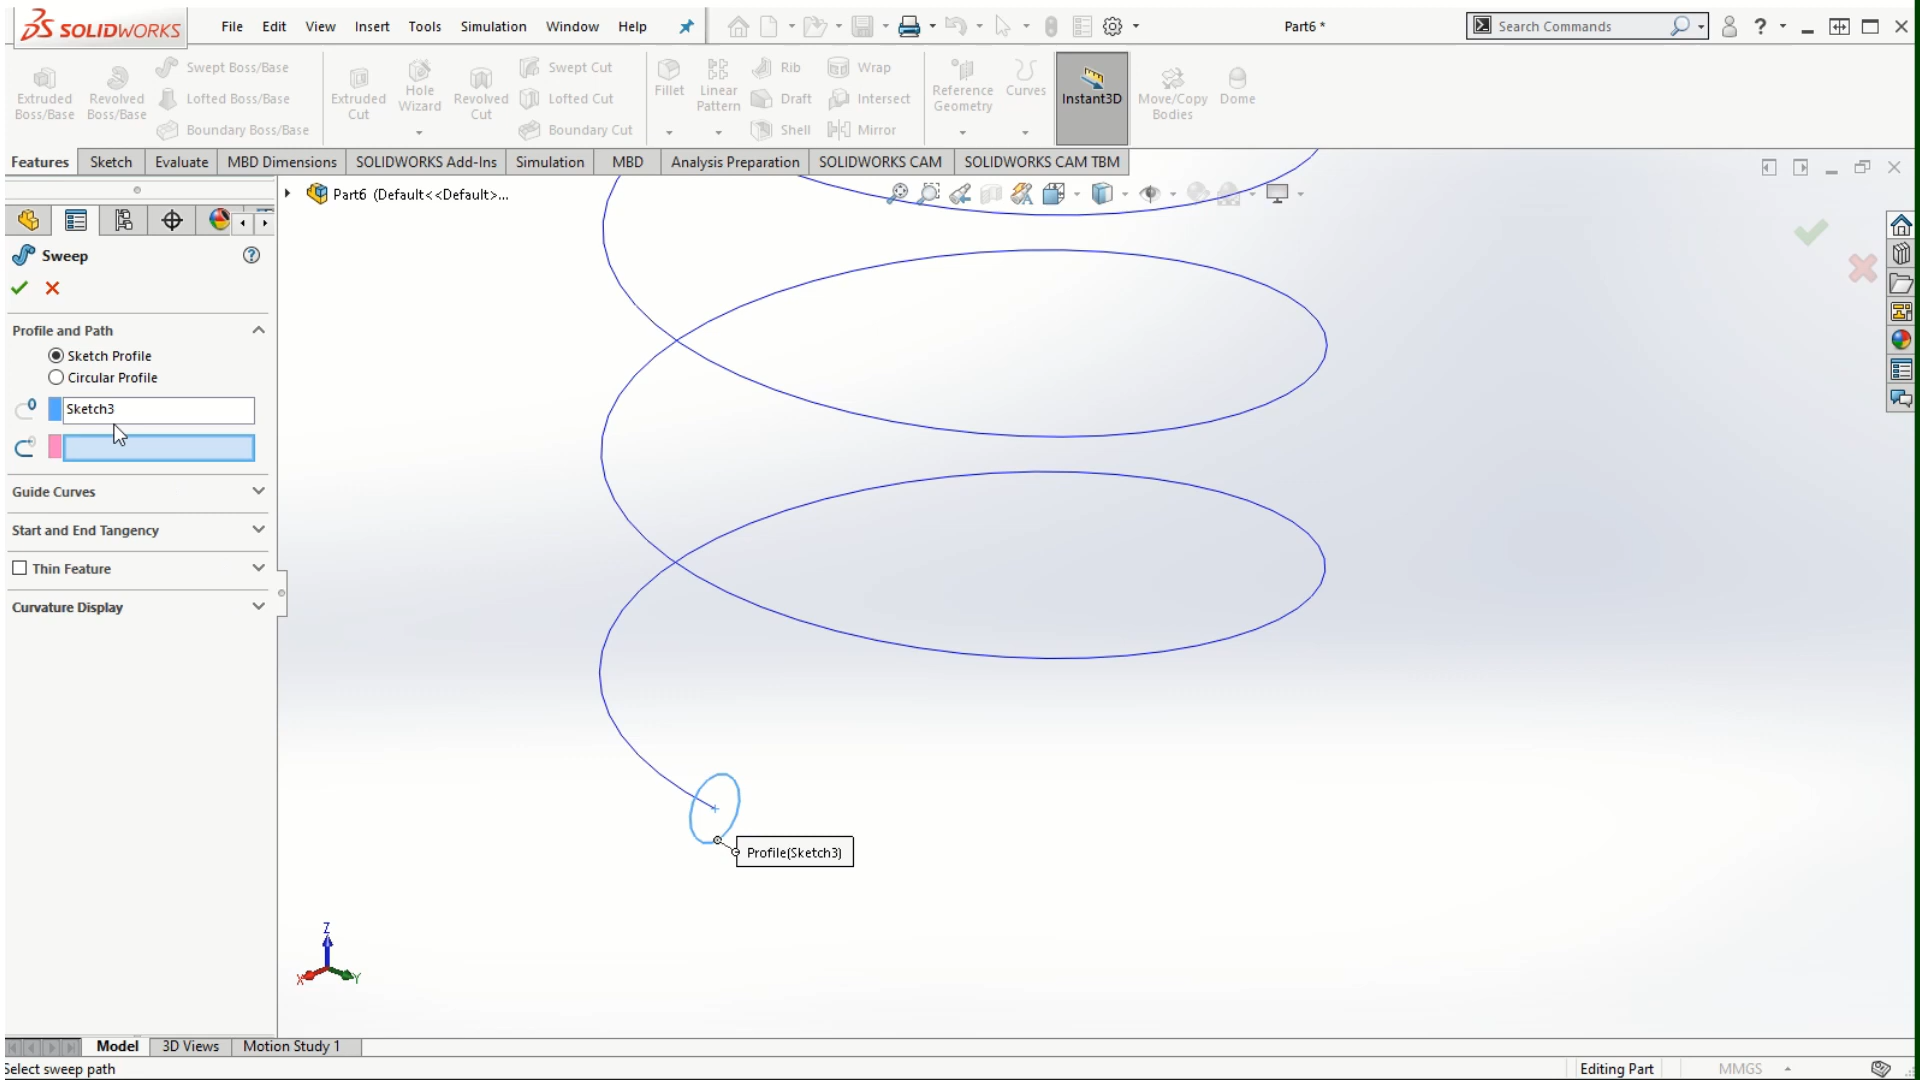 SOLIDWORKS File Edit View Insert Tools Simulation Window Help Part6 * Search Commands ?
Extruded Boss/Base
Revolved Boss/Base
Swept Boss/Base
Lofted Boss/Base
Boundary Boss/Base
Extruded Cut
Hole Wizard
Revolved Cut
Swept Cut
Lofted Cut
Boundary Cut
Fillet
Linear Pattern
Rib
Draft
Shell
Wrap
Intersect
Mirror
Reference Geometry
Curves
Instant3D
Move/Copy Bodies
Dome
Features Sketch Evaluate MBD Dimensions SOLIDWORKS Add-Ins Simulation MBD Analysis Preparation SOLIDWORKS CAM SOLIDWORKS CAM TBM
Part6 (Default<<Default>...
Sweep ?
Profile and Path
Sketch Profile
Circular Profile
Sketch3
Guide Curves
Start and End Tangency
Thin Feature
Curvature Display
Profile(Sketch3)
Z
X Y
Model 3D Views Motion Study 1
Select sweep path Editing Part MMGS